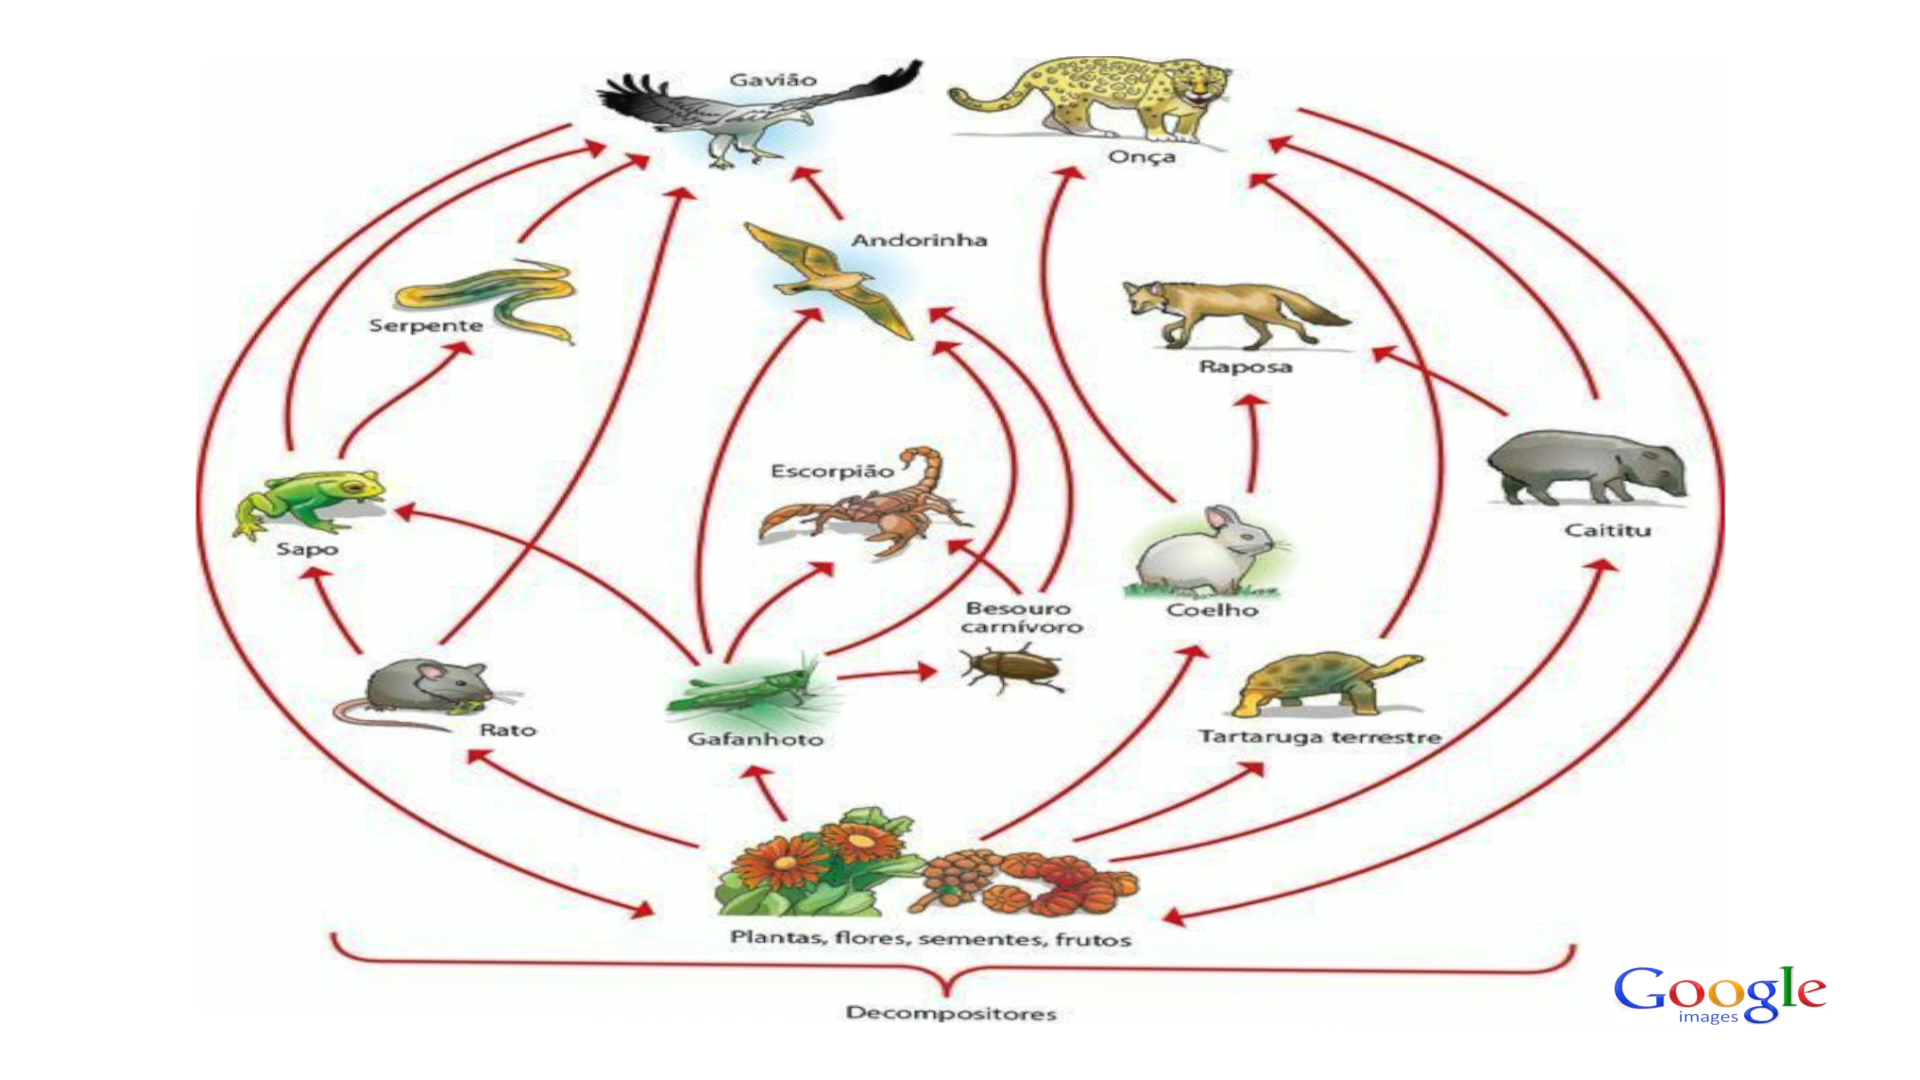 Gavião
Onça
Andorinha
Serpente
Raposa
Escorpião
Caititu
Sapo
Besouro
carnívoro
Coelho
Rato
Gafanhoto
Tartaruga terrestre
Plantas, flores, sementes, frutos
Decompositores
Google
images